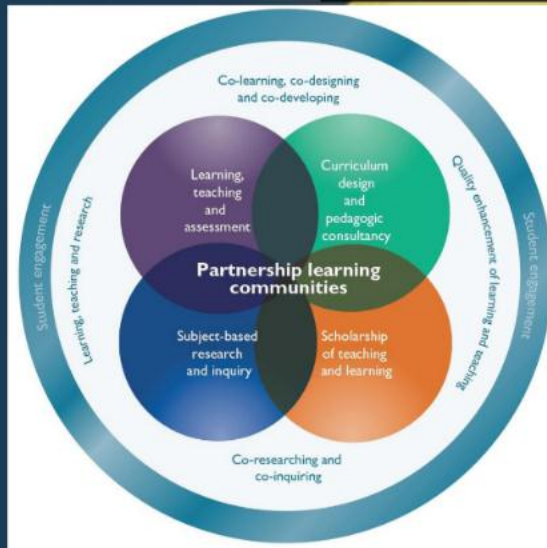 Co-learning, co-designing
and co-developing
Learning,
teaching
and
assessment
Curriculum
design
and
pedagogic
consultancy
Student engagement
Learning, teaching and research
Quality enhancement of learning and teaching
Student engagement
Partnership learning
communities
Subject-based
research
and inquiry
Scholarship
of teaching
and learning
Co-researching and
co-inquiring